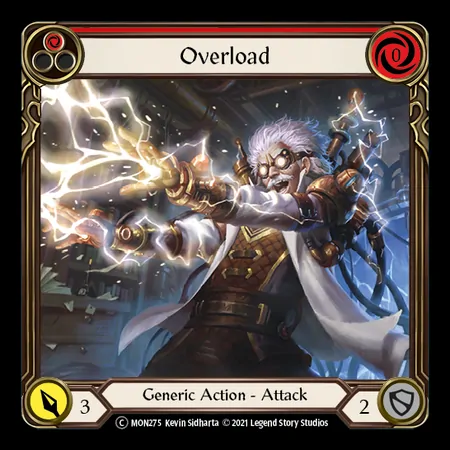 Overload
0
3
Generic Action - Attack
2
C MON275 Kevin Sidharta © 2021 Legend Story Studios